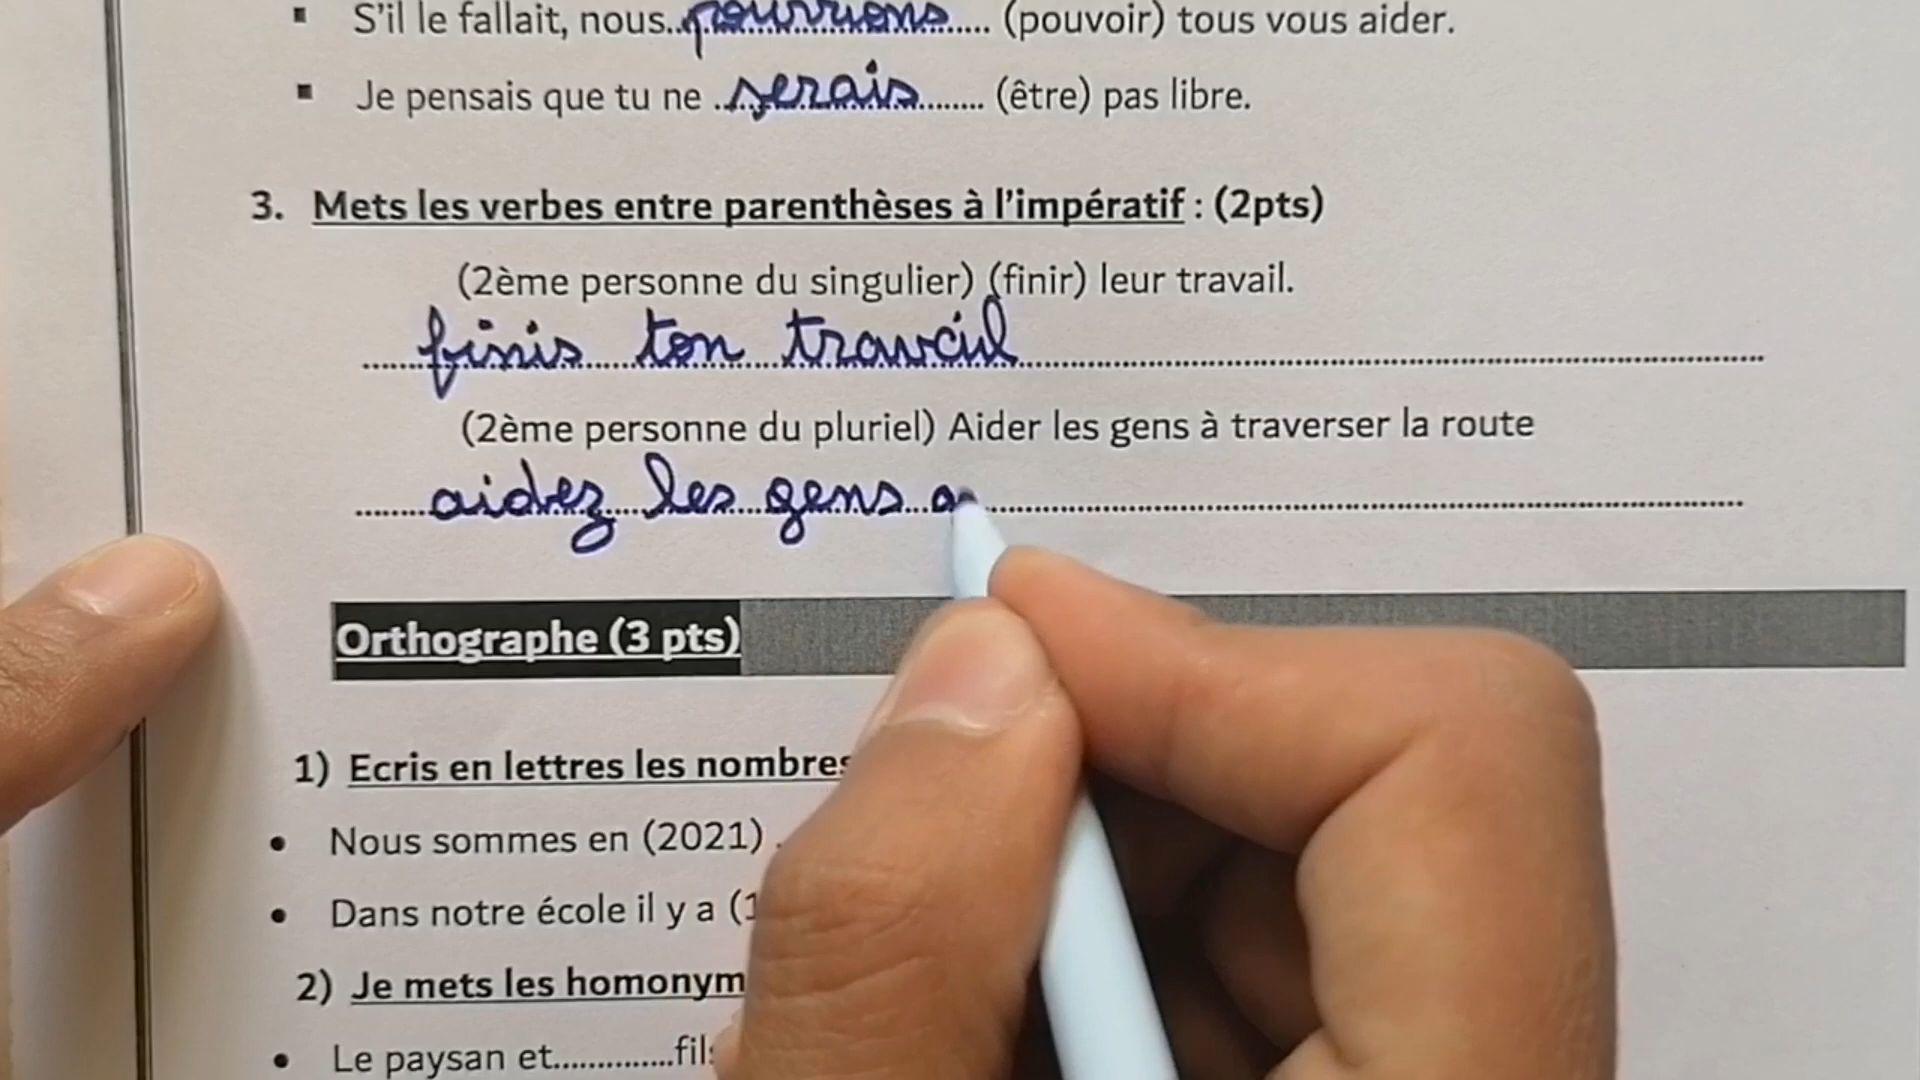 ▪ S'il le fallait, nous..pourrions..... (pouvoir) tous vous aider.
▪ Je pensais que tu ne ..serais........ (être) pas libre.
3. Mets les verbes entre parenthèses à l'impératif : (2pts)
(2ème personne du singulier) (finir) leur travail.
finis ton travail
(2ème personne du pluriel) Aider les gens à traverser la route
aidez les gens a
Orthographe (3 pts)
1) Ecris en lettres les nombres
• Nous sommes en (2021)
• Dans notre école il y a (1
2) Je mets les homonym
• Le paysan et.............fils